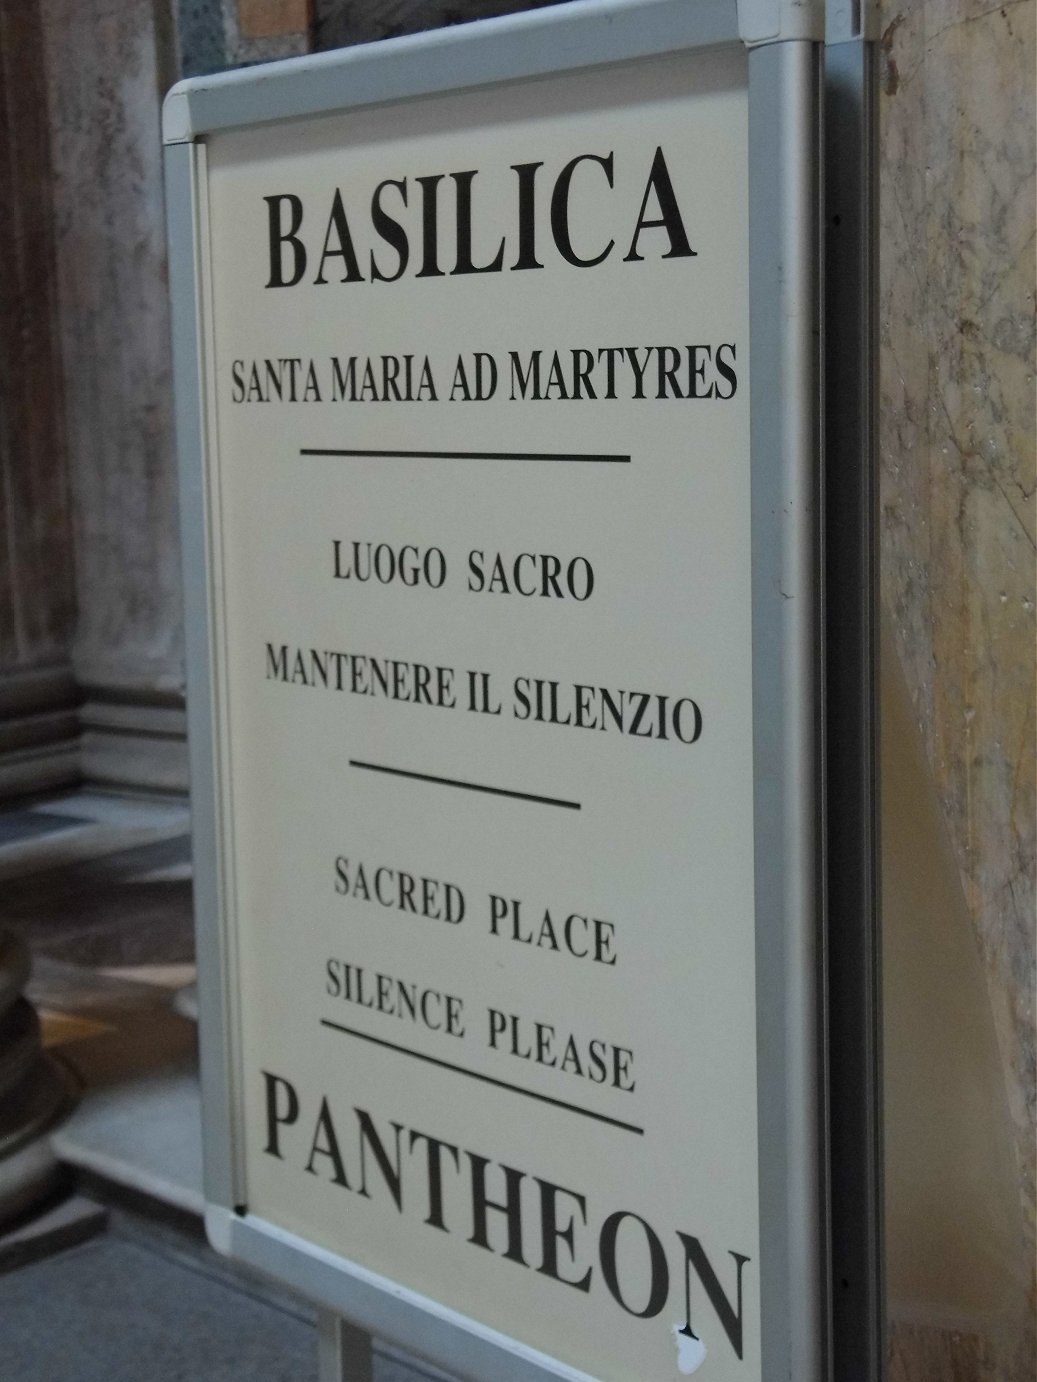 BASILICA
SANTA MARIA AD MARTYRES
LUOGO SACRO
MANTENERE IL SILENZIO
SACRED PLACE
SILENCE PLEASE
PANTHEON